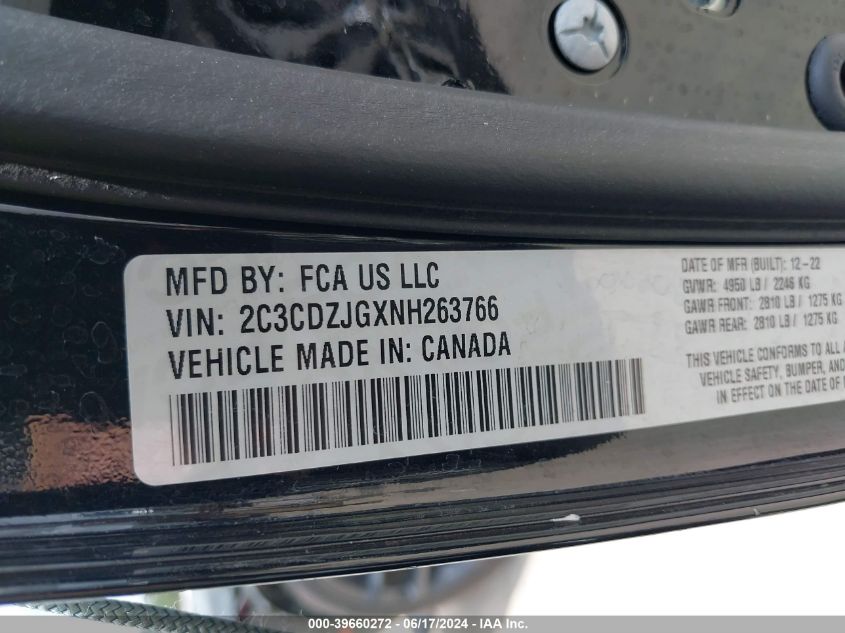 MFD BY: FCA US LLC
VIN: 2C3CDZJGXNH263766
VEHICLE MADE IN: CANADA
DATE OF MFR (BUILT): 12-22
GVWR: 4950 LB / 2246 KG
GAWR FRONT: 2810 LB / 1275 KG
GAWR REAR: 2810 LB / 1275 KG
THIS VEHICLE CONFORMS TO ALL
VEHICLE SAFETY, BUMPER, AND
IN EFFECT ON THE DATE OF
000-39660272 - 06/17/2024 - IMAGE © IAA, LLC